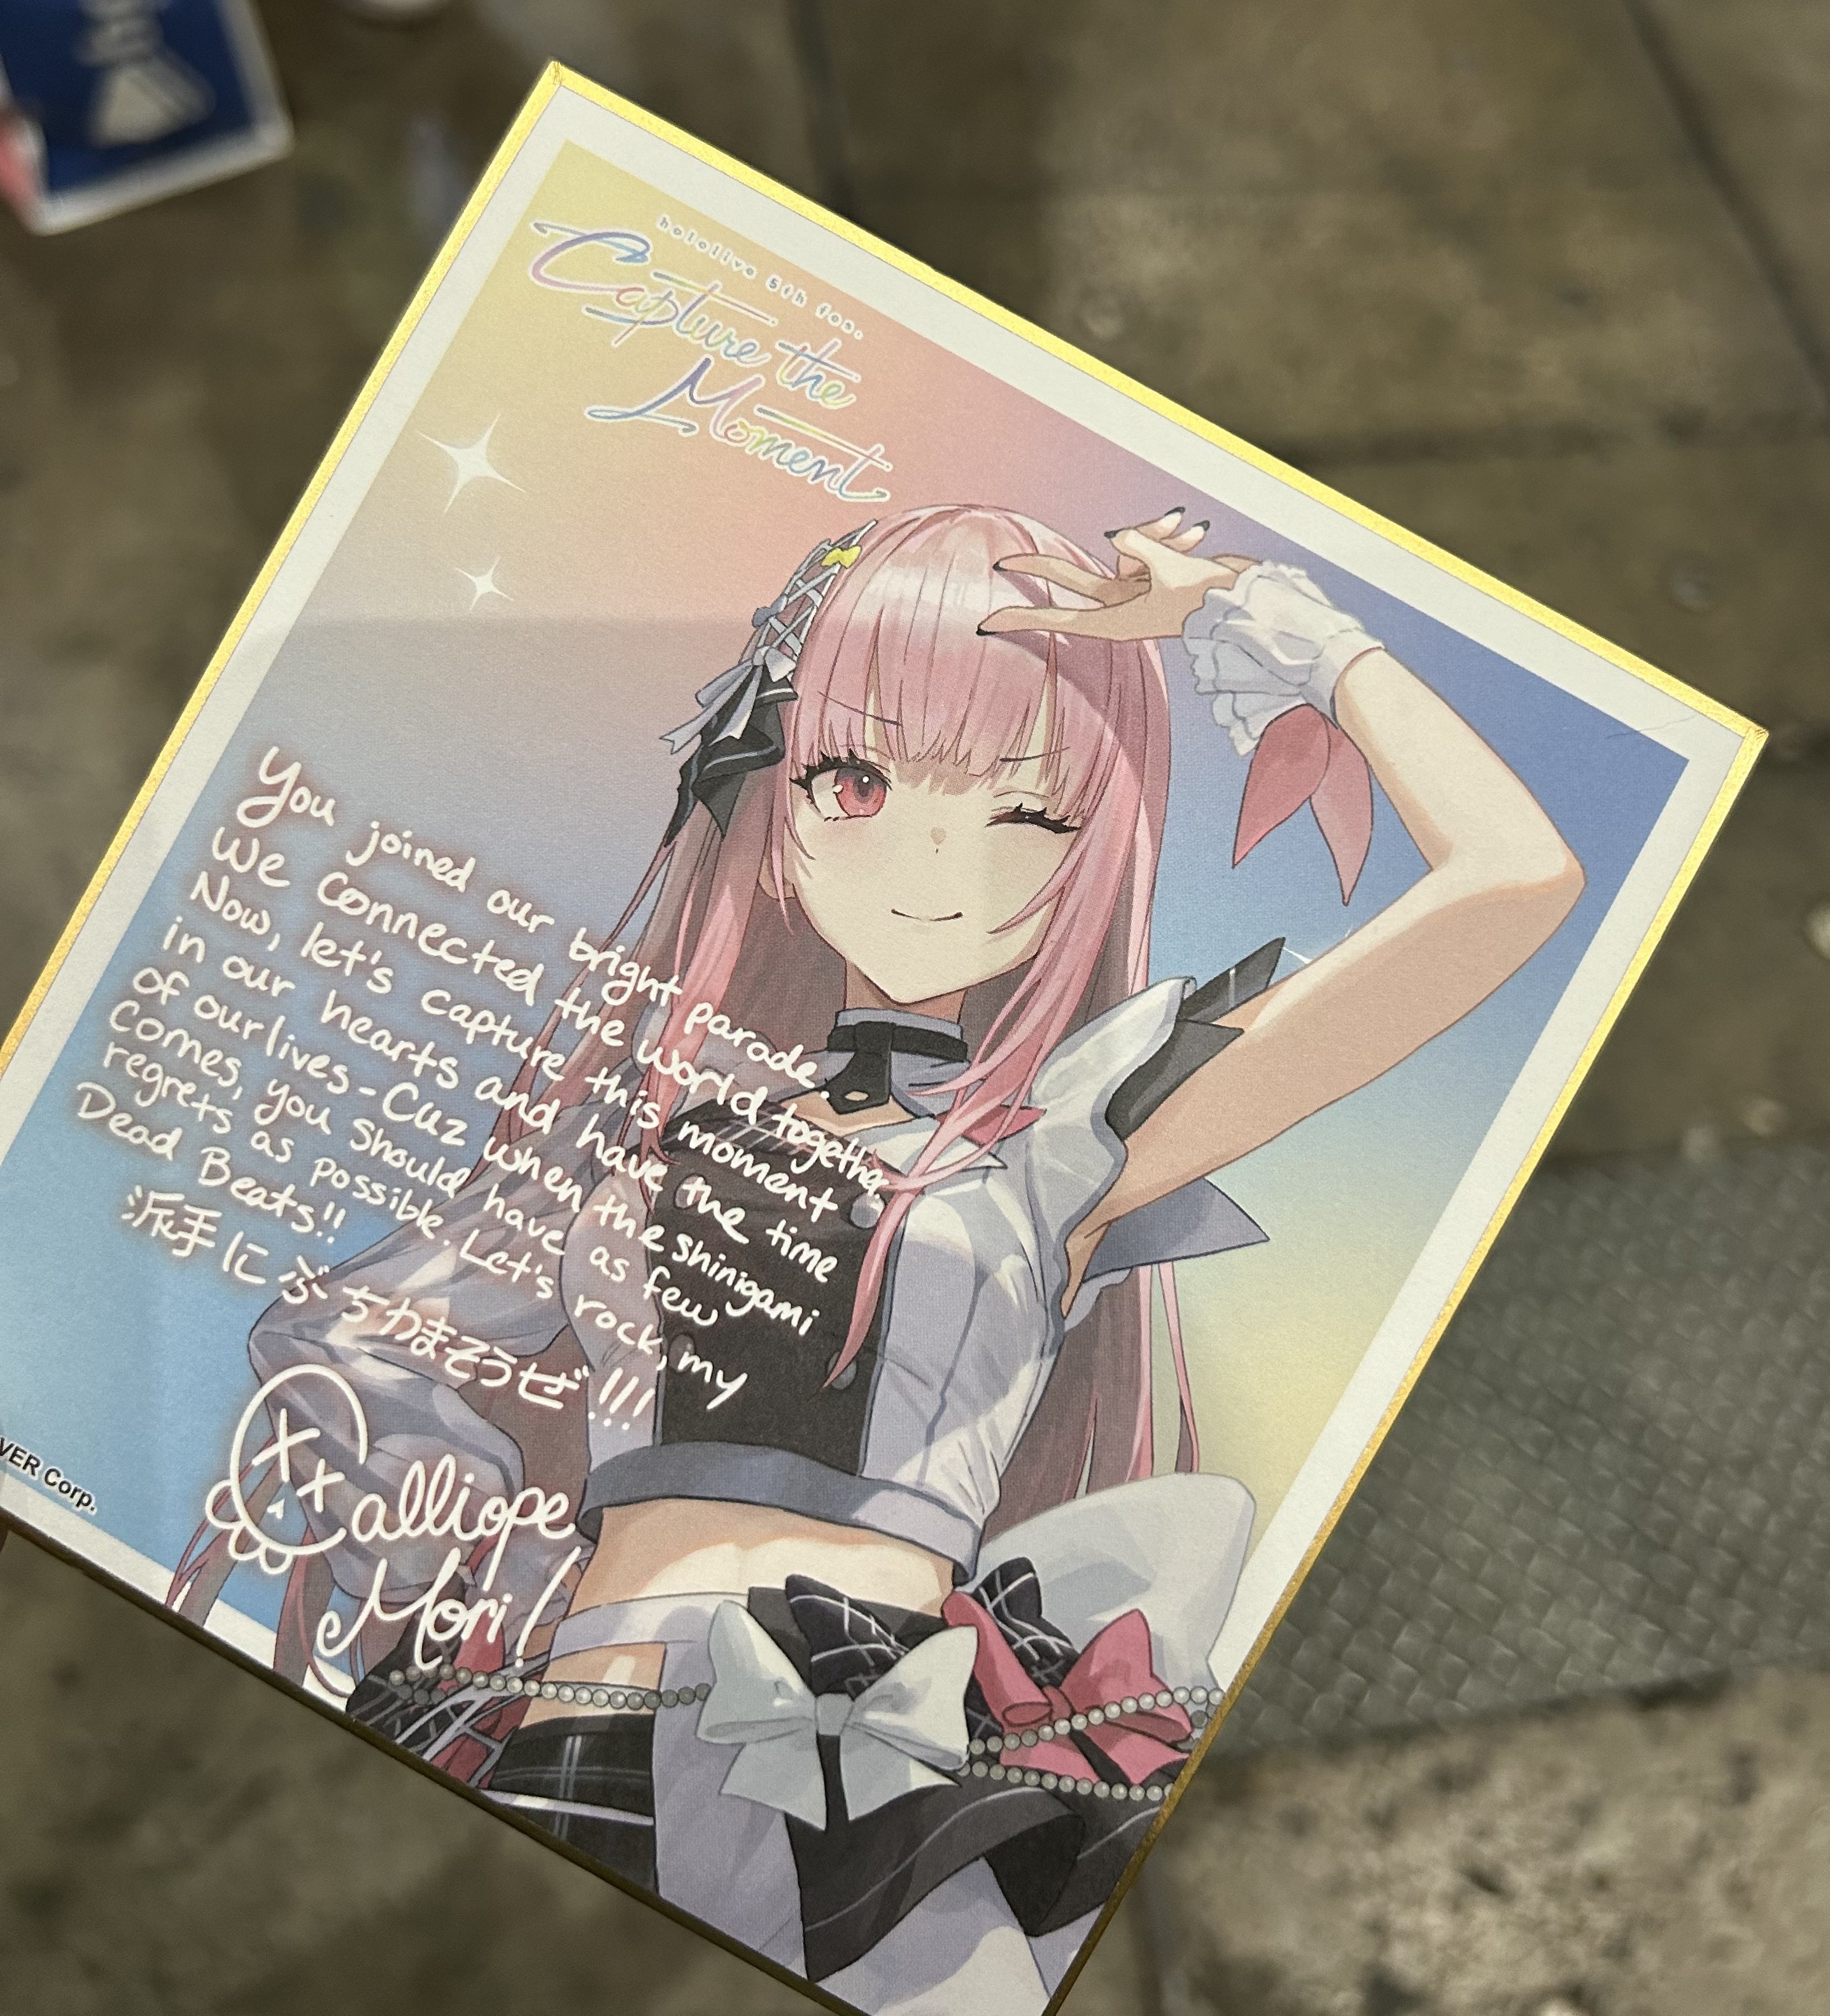 hololive 5th fes.
Capture the
Moment
You joined our bright parade.
We connected the world together.
Now, let's capture this moment
in our hearts and have the time
of our lives-Cuz when the shinigami
comes, you should have as few
regrets as possible. Let's rock, my
Dead Beats!!
派手にぶちかまそうぜ!!!
Calliope
Mori!
VER Corp.